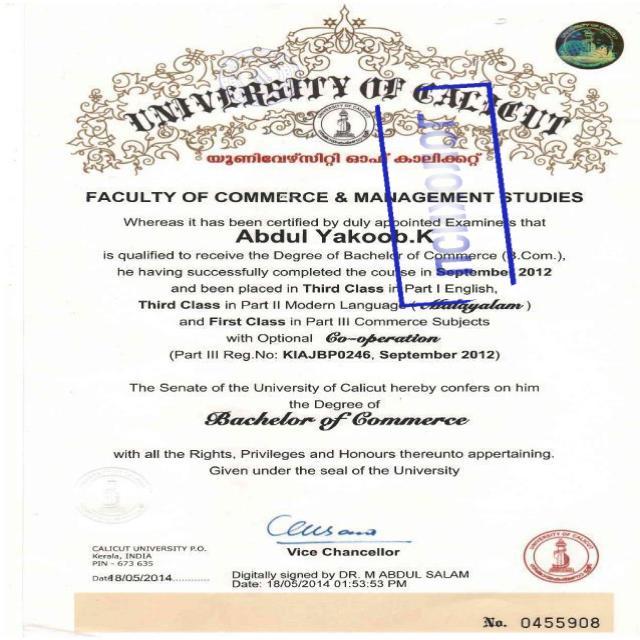 UNIVERSITY OF CALICUT
യൂണിവേഴ്സിറ്റി ഓഫ് കാലിക്കറ്റ്
FACULTY OF COMMERCE & MANAGEMENT STUDIES
Whereas it has been certified by duly appointed Examiners that
Abdul Yakoob.K
is qualified to receive the Degree of Bachelor of Commerce (B.Com.),
he having successfully completed the course in September 2012
and been placed in Third Class in Part I English,
Third Class in Part II Modern Language ( Malayalam )
and First Class in Part III Commerce Subjects
with Optional Co-operation
(Part III Reg.No: KIAJBP0246, September 2012)
The Senate of the University of Calicut hereby confers on him
the Degree of
Bachelor of Commerce
with all the Rights, Privileges and Honours thereunto appertaining.
Given under the seal of the University
Vice Chancellor
CALICUT UNIVERSITY P.O.
Kerala, INDIA
PIN - 673 635
Date 18/05/2014
Digitally signed by DR. M ABDUL SALAM
Date: 18/05/2014 01:53:53 PM
UNIVERSITY OF CALICUT
No. 0455908